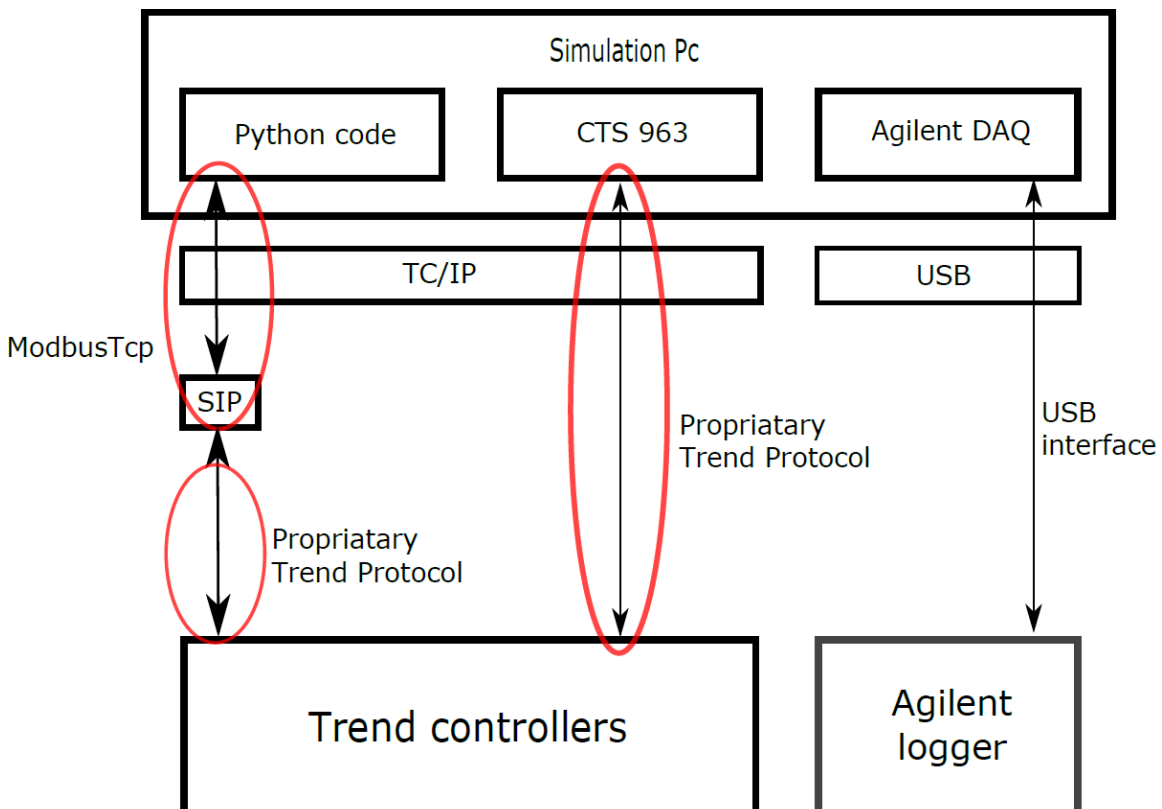 Simulation Pc
Python code
CTS 963
Agilent DAQ
TC/IP
USB
ModbusTcp
SIP
Propriatary
Trend Protocol
USB
interface
Propriatary
Trend Protocol
Trend controllers
Agilent
logger